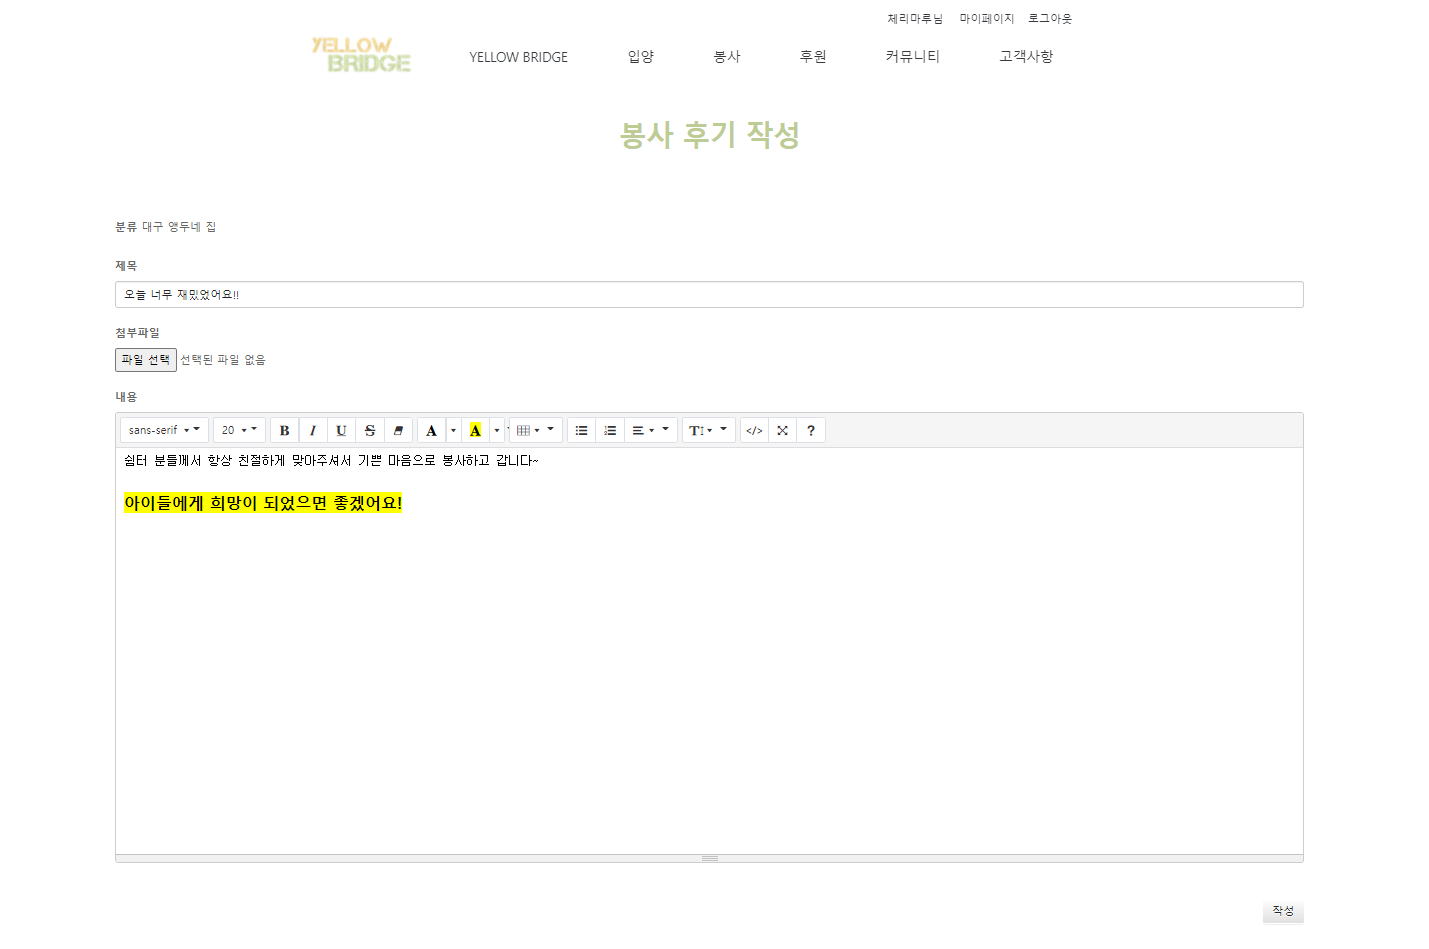 체리마루님 마이페이지 로그아웃
YELLOW
BRIDGE
YELLOW BRIDGE 입양 봉사 후원 커뮤니티 고객사항
봉사 후기 작성
분류 대구 앵두네 집
제목
오늘 너무 재밌었어요!!
첨부파일
파일 선택 선택된 파일 없음
내용
sans-serif 20 B I U S A A T </> ?
쉼터 분들께서 항상 친절하게 맞아주셔서 기쁜 마음으로 봉사하고 갑니다~
아이들에게 희망이 되었으면 좋겠어요!
작성